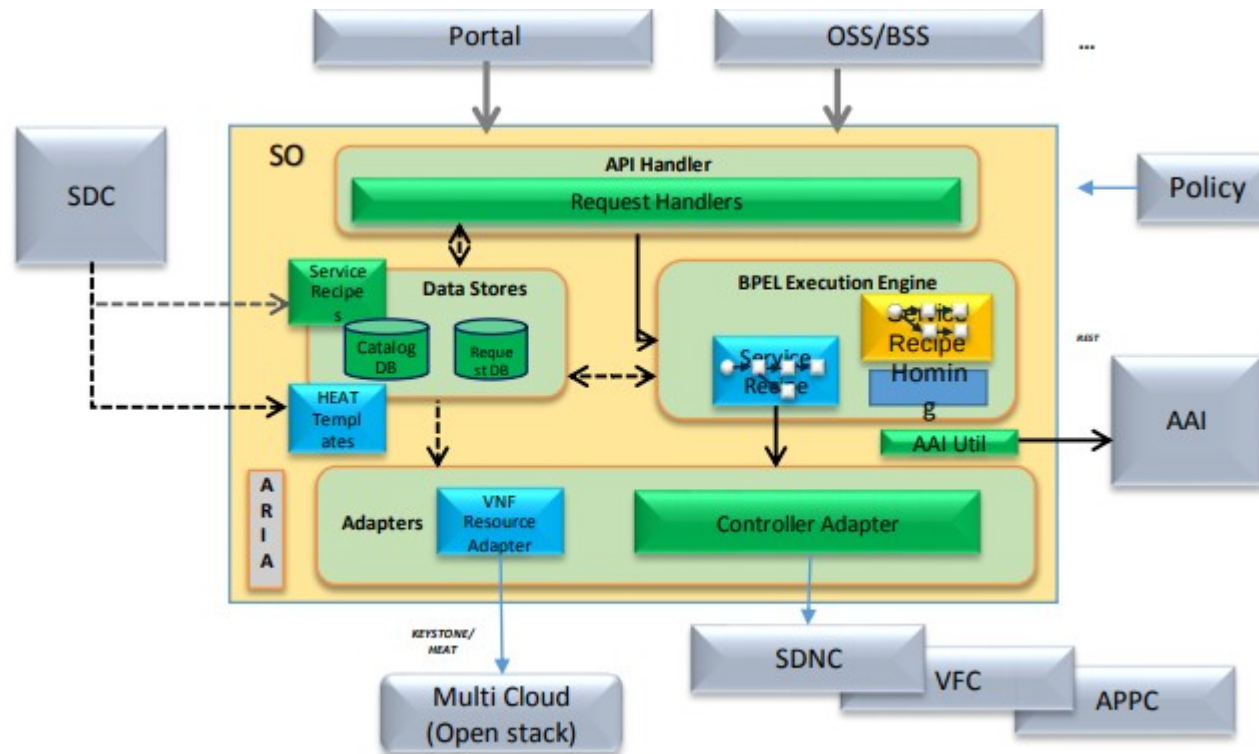 Portal
OSS/BSS
...
SDC
SO
API Handler
Request Handlers
Policy
Service
Recipe
s
Data Stores
Catalog
DB
Reque
st DB
BPEL Execution Engine
Service
Recipe
Service
Recipe
Homin
g
REST
AAI
HEAT
Templ
ates
AAI Util
A
R
I
A
Adapters
VNF
Resource
Adapter
Controller Adapter
KEYSTONE/
HEAT
Multi Cloud
(Open stack)
SDNC
VFC
APPC